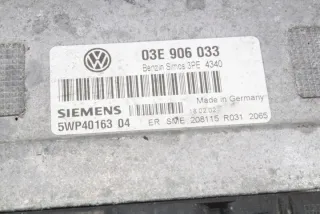 03E 906 033
Benzin Simos 3PE 4340
Made in Germany
SIEMENS
5WP40163 04
ER SME 208115 R031 2065